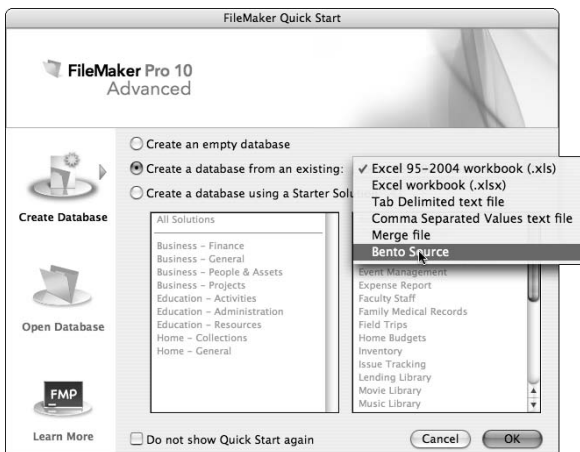 FileMaker Quick Start
FileMaker Pro 10
Advanced
Create Database
Open Database
FMP
Learn More
Create an empty database
Create a database from an existing:
Create a database using a Starter Solu
✓ Excel 95-2004 workbook (.xls)
Excel workbook (.xlsx)
Tab Delimited text file
Comma Separated Values text file
Merge file
Bento Source
All Solutions
Business – Finance
Business – General
Business – People & Assets
Business – Projects
Education – Activities
Education – Administration
Education – Resources
Home – Collections
Home – General
Event Management
Expense Report
Faculty Staff
Family Medical Records
Field Trips
Home Budgets
Inventory
Issue Tracking
Lending Library
Movie Library
Music Library
Do not show Quick Start again
Cancel
OK